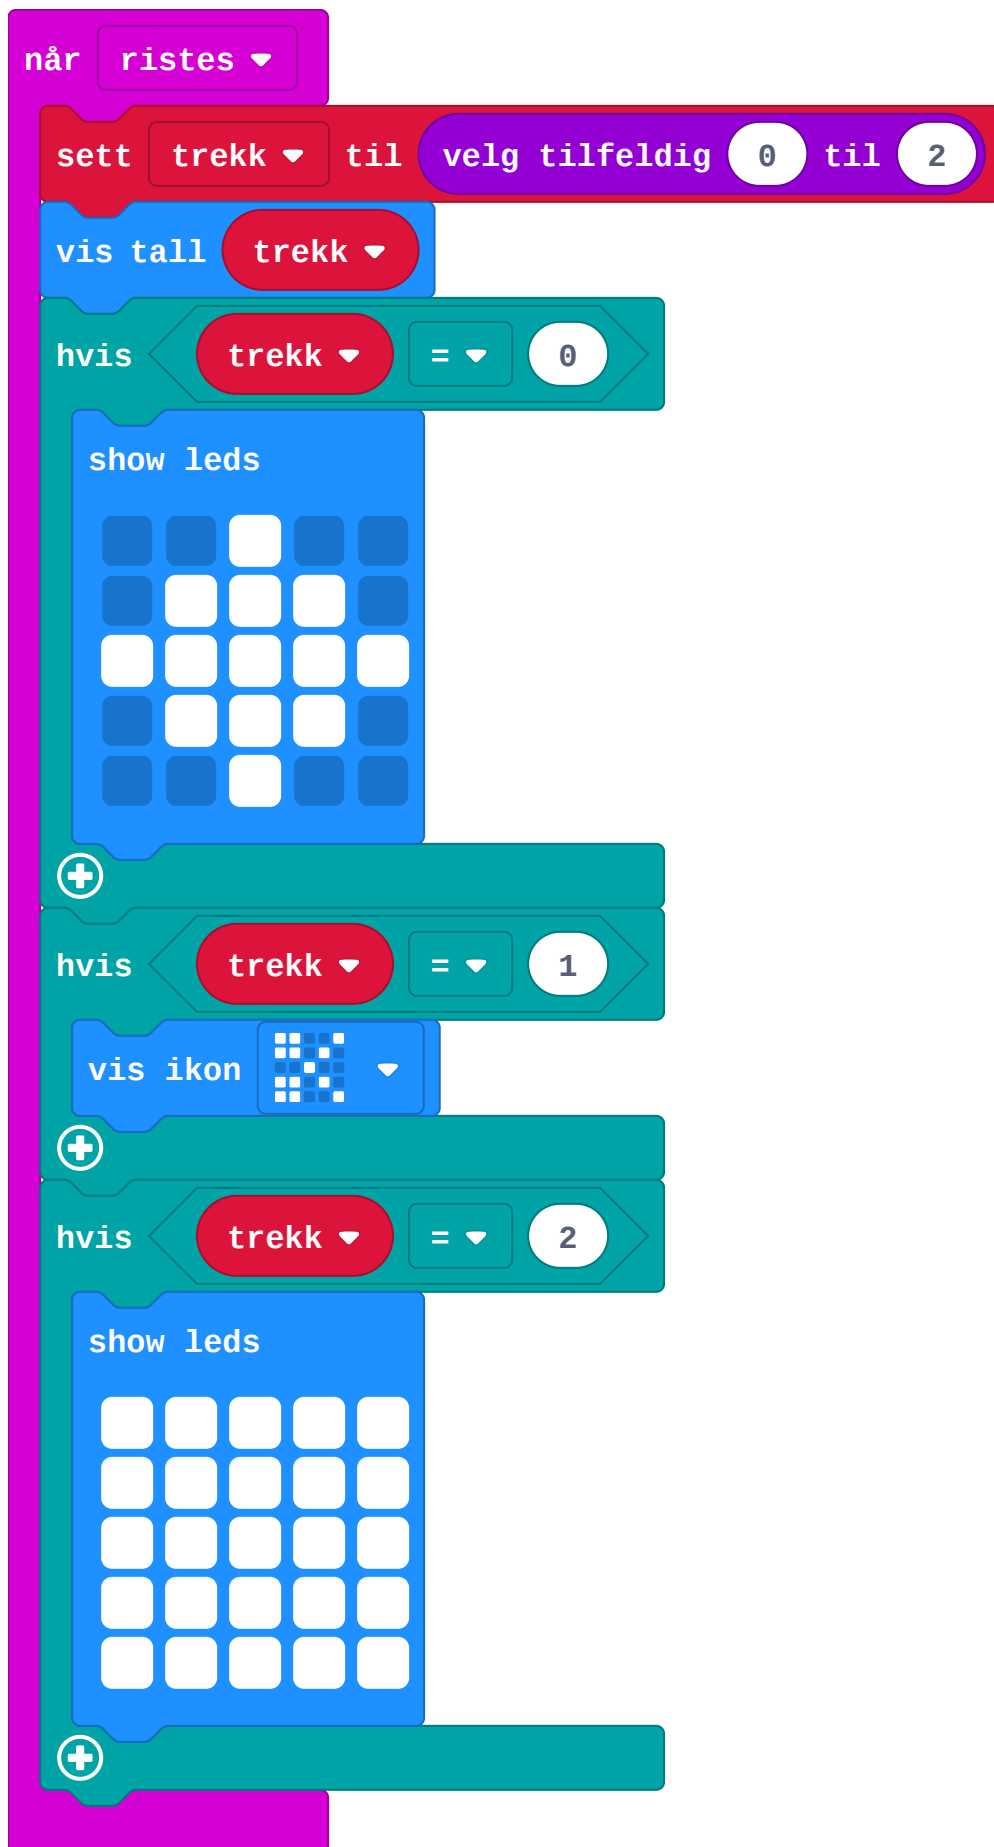 når ristes
sett trekk til velg tilfeldig 0 til 2
vis tall trekk
hvis trekk = 0
show leds
hvis trekk = 1
vis ikon
hvis trekk = 2
show leds